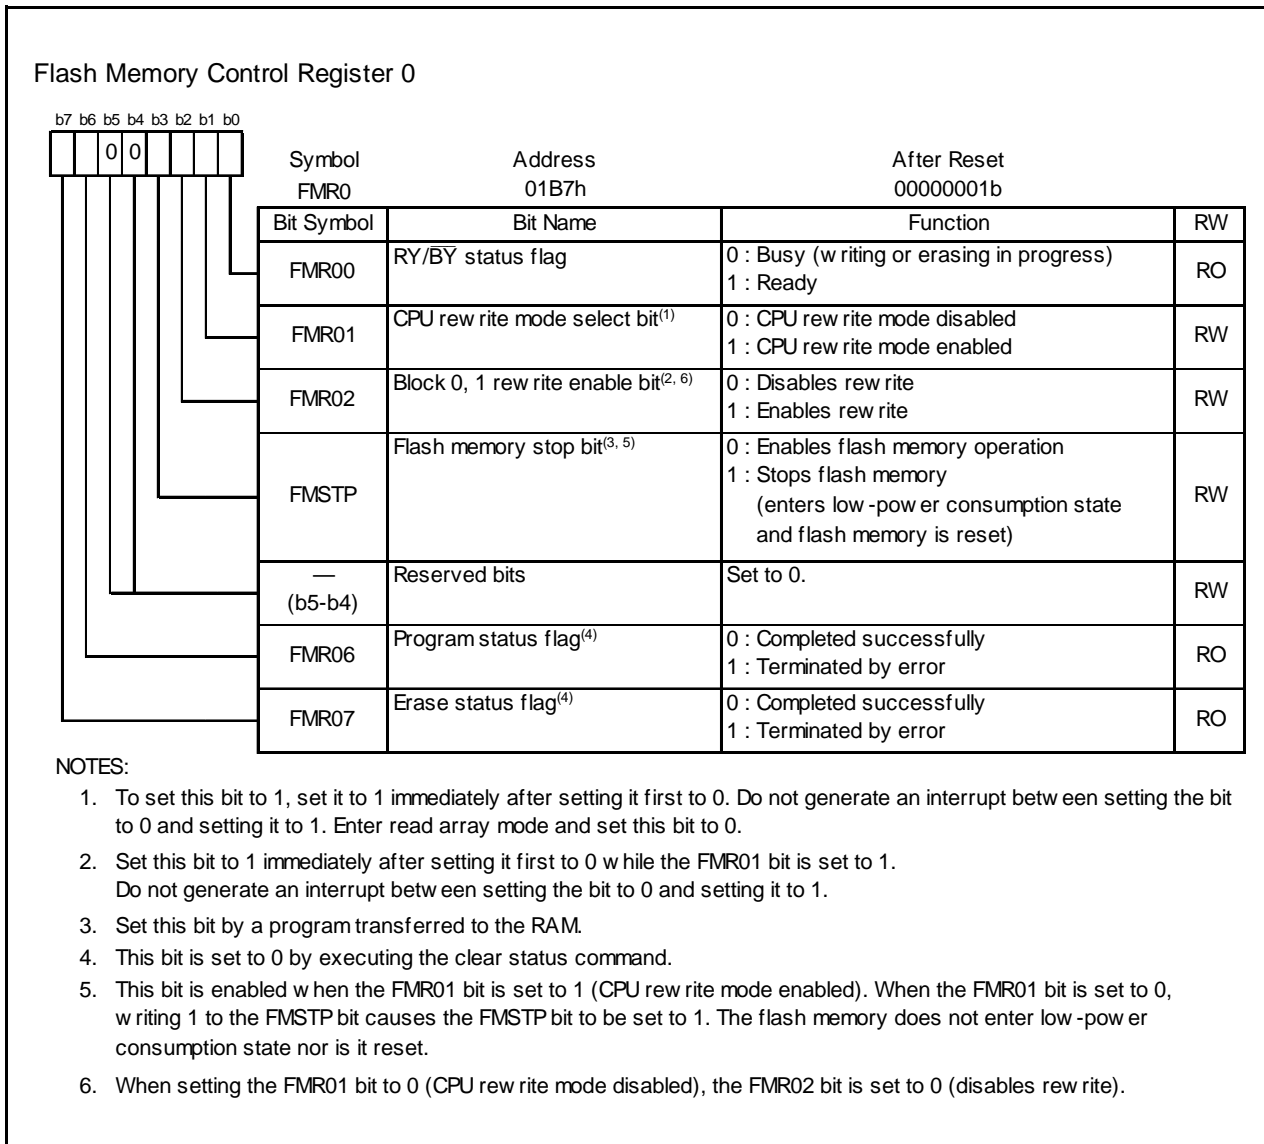 Flash Memory Control Register 0
b7 b6 b5 b4 b3 b2 b1 b0
0 0
Symbol Address After Reset
FMR0 01B7h 00000001b
Bit Symbol Bit Name Function RW
FMR00 RY/B̅Y̅ status flag 0 : Busy (writing or erasing in progress) RO
1 : Ready
FMR01 CPU rewrite mode select bit(1) 0 : CPU rewrite mode disabled RW
1 : CPU rewrite mode enabled
FMR02 Block 0, 1 rewrite enable bit(2, 6) 0 : Disables rewrite RW
1 : Enables rewrite
FMSTP Flash memory stop bit(3, 5) 0 : Enables flash memory operation RW
1 : Stops flash memory
(enters low-power consumption state
and flash memory is reset)
— Reserved bits Set to 0. RW
(b5-b4)
FMR06 Program status flag(4) 0 : Completed successfully RO
1 : Terminated by error
FMR07 Erase status flag(4) 0 : Completed successfully RO
1 : Terminated by error
NOTES:
1. To set this bit to 1, set it to 1 immediately after setting it first to 0. Do not generate an interrupt between setting the bit
to 0 and setting it to 1. Enter read array mode and set this bit to 0.
2. Set this bit to 1 immediately after setting it first to 0 while the FMR01 bit is set to 1.
Do not generate an interrupt between setting the bit to 0 and setting it to 1.
3. Set this bit by a program transferred to the RAM.
4. This bit is set to 0 by executing the clear status command.
5. This bit is enabled when the FMR01 bit is set to 1 (CPU rewrite mode enabled). When the FMR01 bit is set to 0,
writing 1 to the FMSTP bit causes the FMSTP bit to be set to 1. The flash memory does not enter low-power
consumption state nor is it reset.
6. When setting the FMR01 bit to 0 (CPU rewrite mode disabled), the FMR02 bit is set to 0 (disables rewrite).